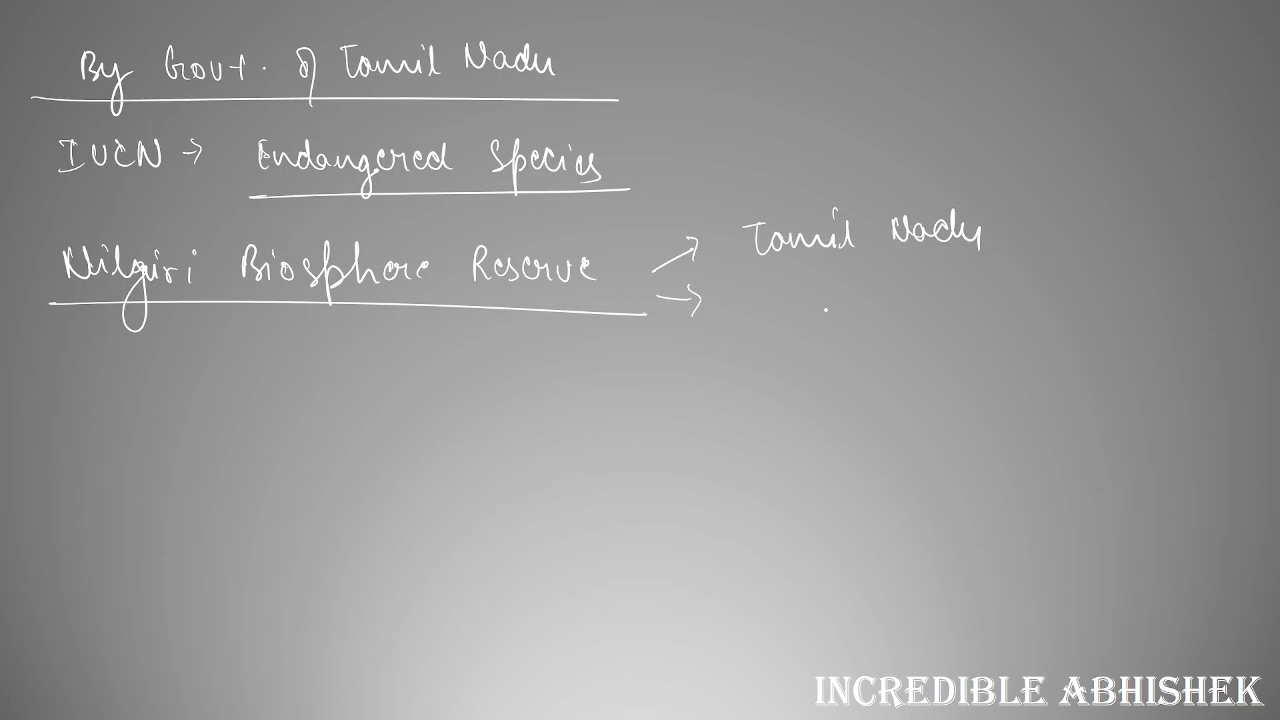 By Govt. of Tamil Nadu
IUCN → Endangered Species
Nilgiri Biosphere Reserve → Tamil Nadu
→
INCREDIBLE ABHISHEK